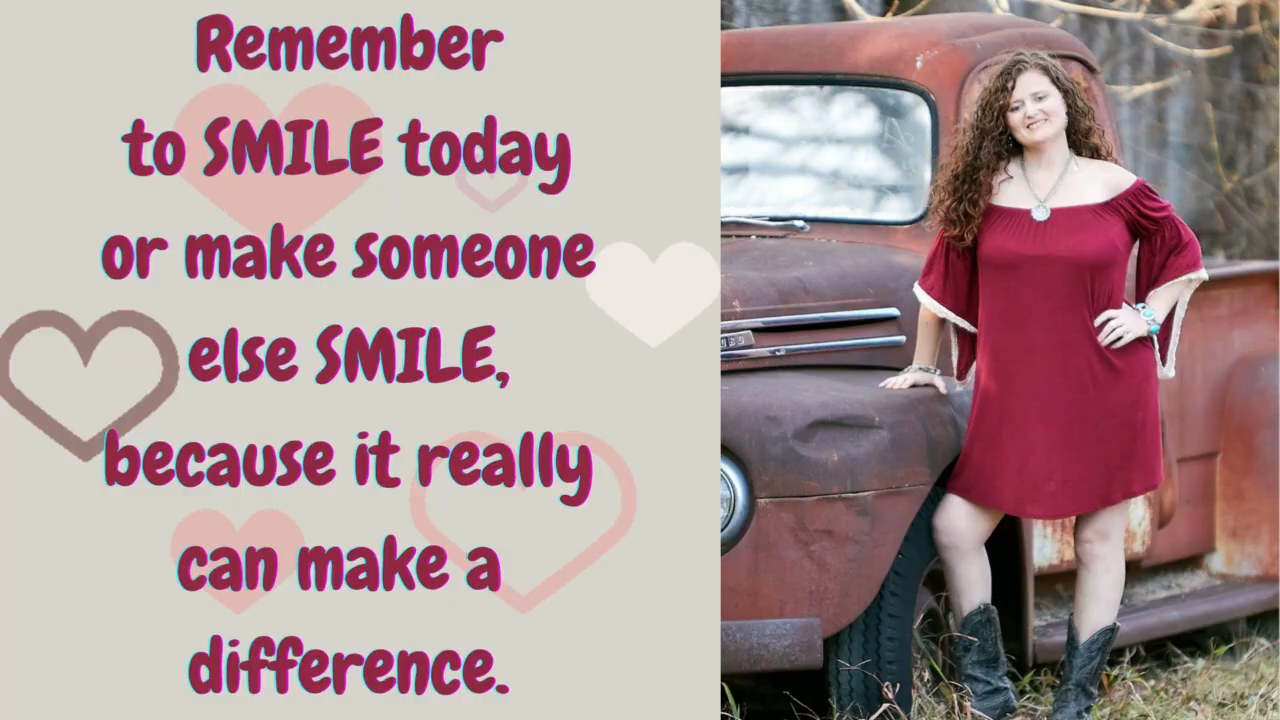 Remember
to SMILE today
or make someone
else SMILE,
because it really
can make a
difference.